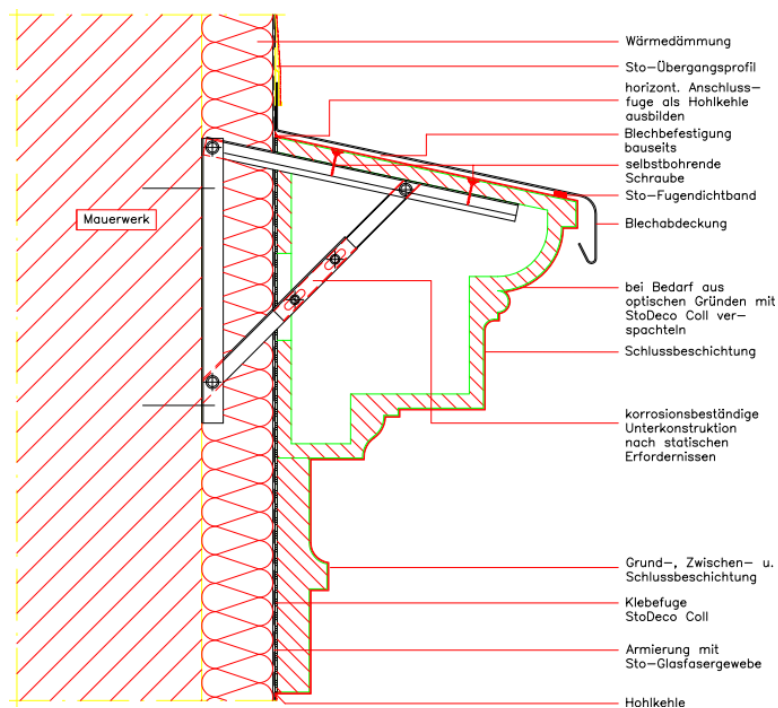 Wärmedämmung
Sto-Übergangsprofil
horizont. Anschluss-
fuge als Hohlkehle
ausbilden
Blechbefestigung
bauseits
selbstbohrende
Schraube
Sto-Fugendichtband
Mauerwerk
Blechabdeckung
bei Bedarf aus
optischen Gründen mit
StoDeco Coll ver-
spachteln
Schlussbeschichtung
korrosionsbeständige
Unterkonstruktion
nach statischen
Erfordernissen
Grund-, Zwischen- u.
Schlussbeschichtung
Klebefuge
StoDeco Coll
Armierung mit
Sto-Glasfasergewebe
Hohlkehle